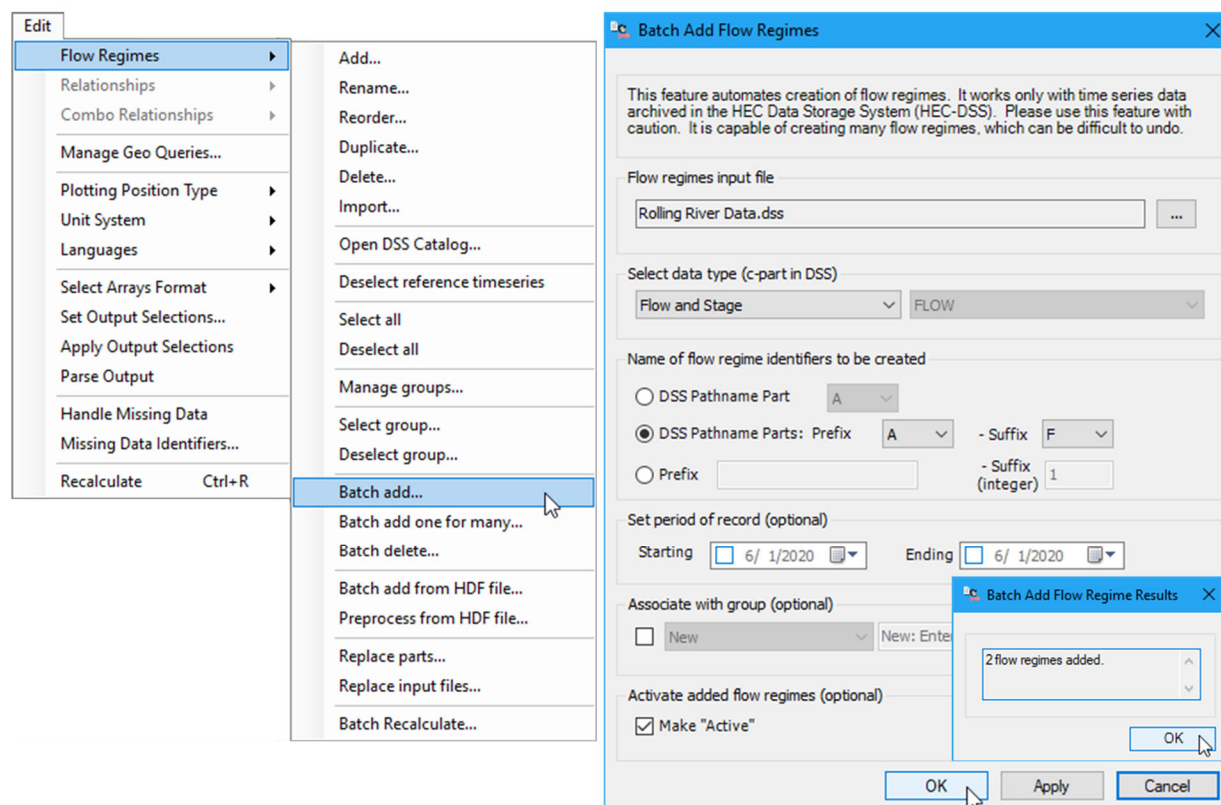 Edit
Flow Regimes
Relationships
Combo Relationships
Manage Geo Queries...
Plotting Position Type
Unit System
Languages
Select Arrays Format
Set Output Selections...
Apply Output Selections
Parse Output
Handle Missing Data
Missing Data Identifiers...
Recalculate Ctrl+R
Add...
Rename...
Reorder...
Duplicate...
Delete...
Import...
Open DSS Catalog...
Deselect reference timeseries
Select all
Deselect all
Manage groups...
Select group...
Deselect group...
Batch add...
Batch add one for many...
Batch delete...
Batch add from HDF file...
Preprocess from HDF file...
Replace parts...
Replace input files...
Batch Recalculate...
Batch Add Flow Regimes
This feature automates creation of flow regimes. It works only with time series data
archived in the HEC Data Storage System (HEC-DSS). Please use this feature with
caution. It is capable of creating many flow regimes, which can be difficult to undo.
Flow regimes input file
Rolling River Data.dss ...
Select data type (c-part in DSS)
Flow and Stage FLOW
Name of flow regime identifiers to be created
DSS Pathname Part A
DSS Pathname Parts: Prefix A - Suffix F
Prefix - Suffix (integer) 1
Set period of record (optional)
Starting 6/ 1/2020 Ending 6/ 1/2020
Associate with group (optional)
New New: Ente
Activate added flow regimes (optional)
Make "Active"
OK Apply Cancel
Batch Add Flow Regime Results
2 flow regimes added.
OK